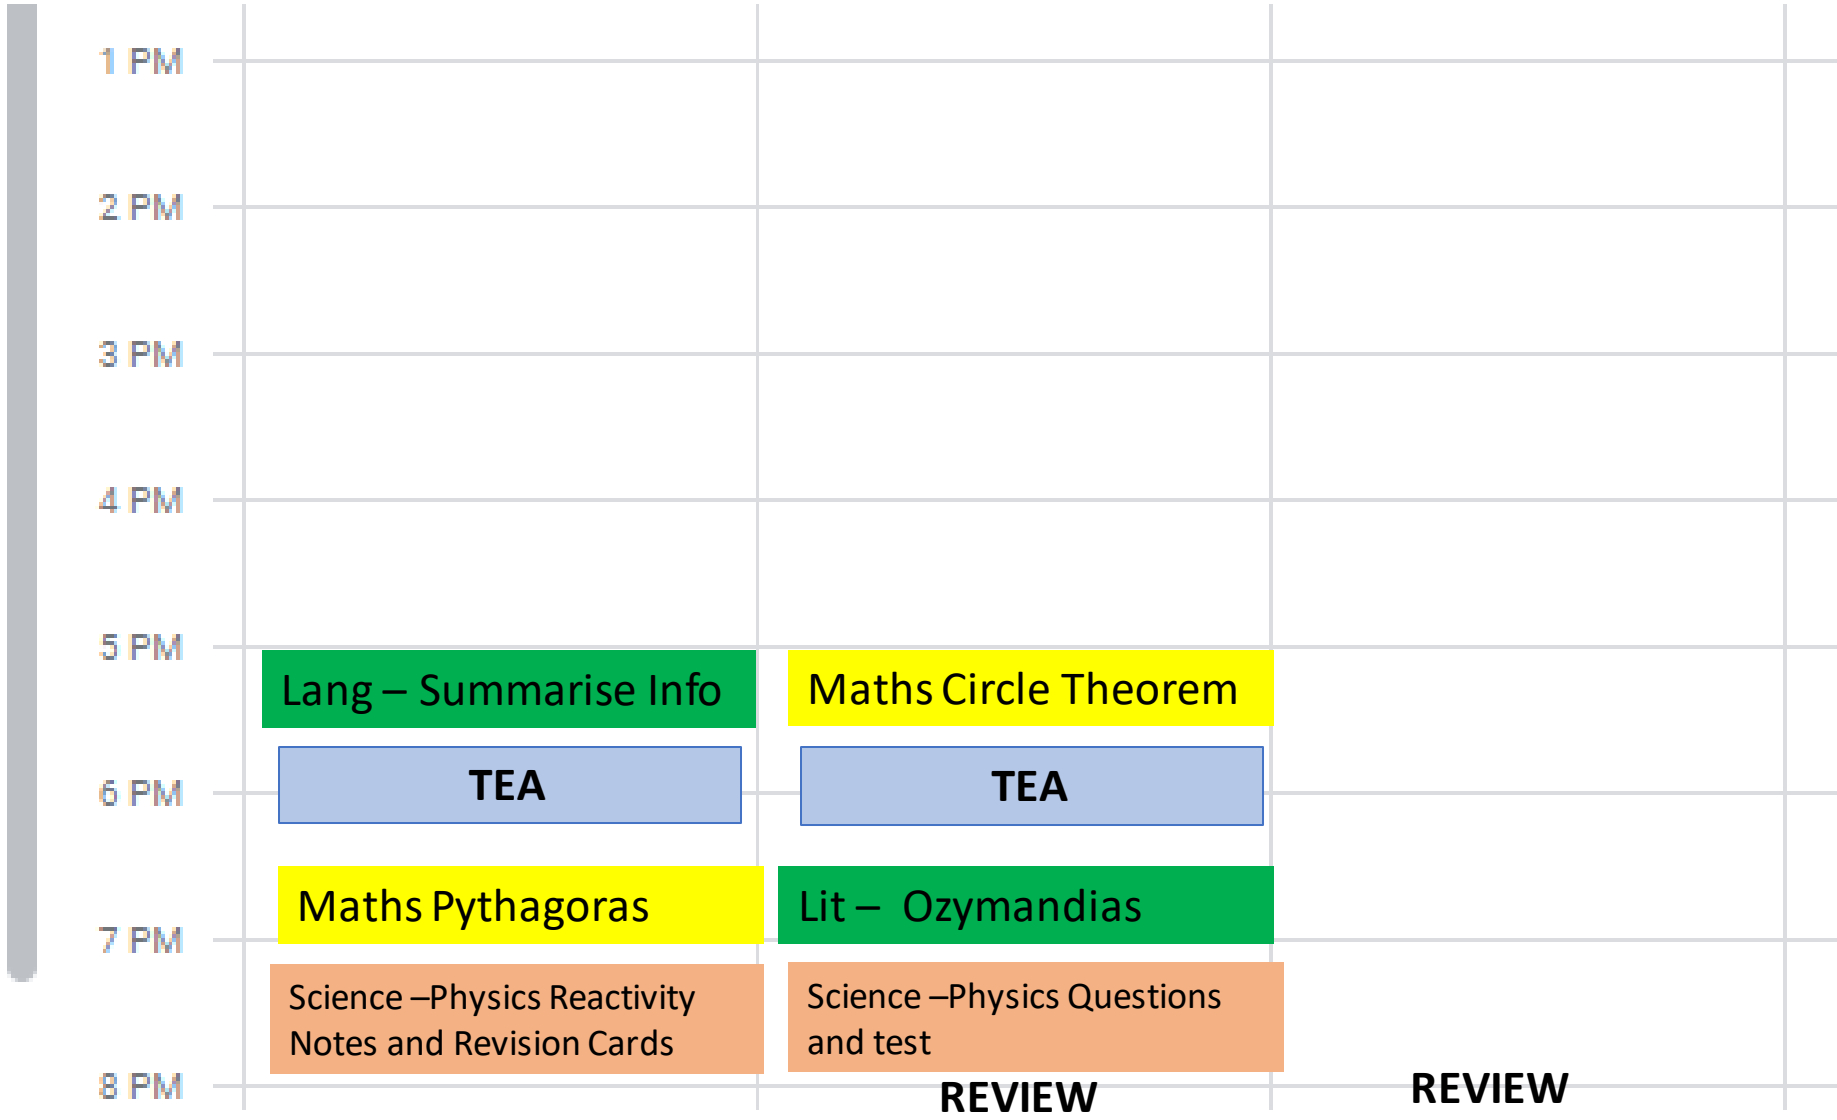 1 PM
2 PM
3 PM
4 PM
5 PM
Lang – Summarise Info
Maths Circle Theorem
TEA
TEA
6 PM
Maths Pythagoras
Lit – Ozymandias
7 PM
Science –Physics Reactivity
Notes and Revision Cards
Science –Physics Questions
and test
8 PM
REVIEW
REVIEW